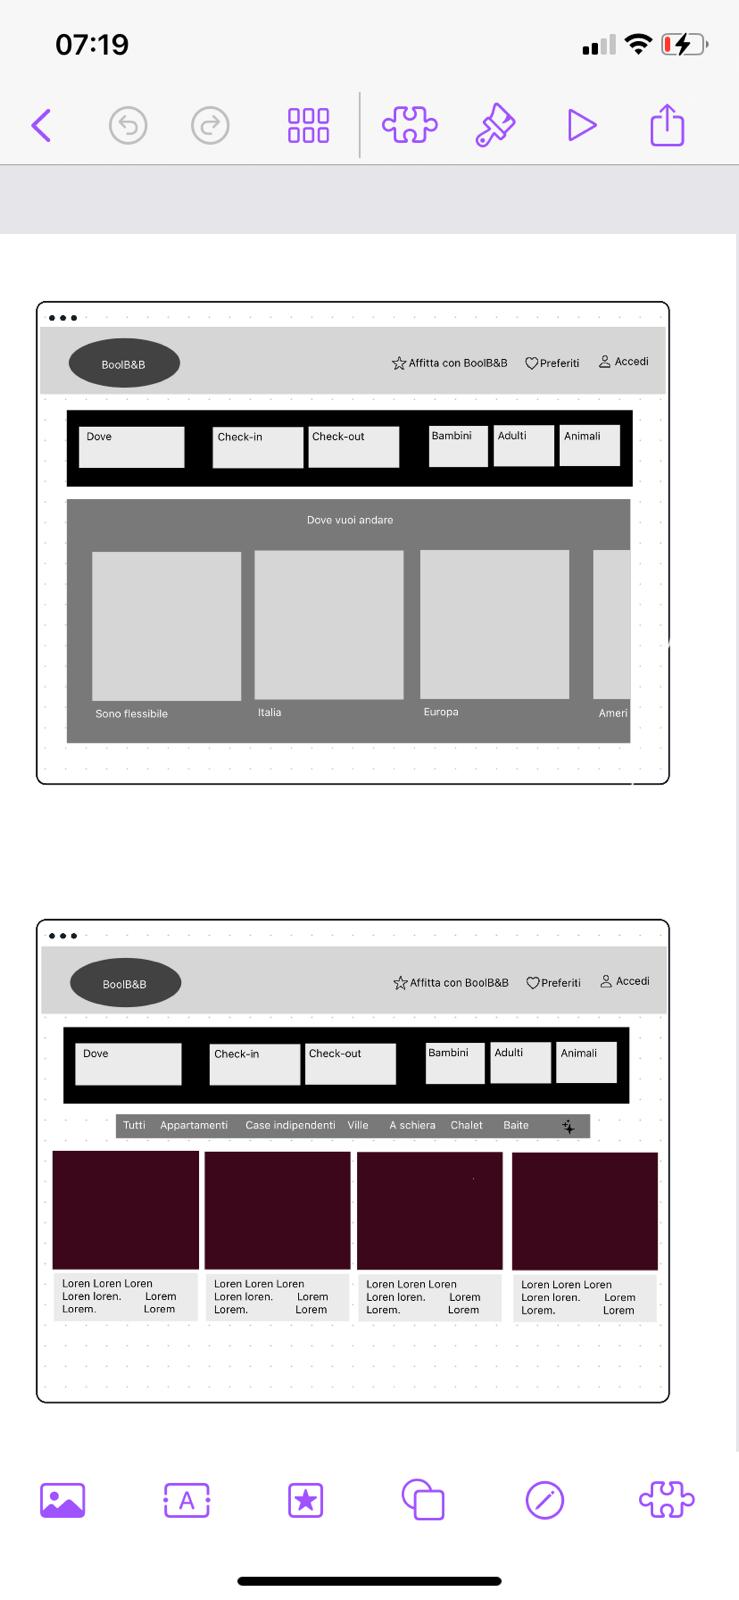 07:19
BoolB&B
Affitta con BoolB&B Preferiti Accedi
Dove Check-in Check-out Bambini Adulti Animali
Dove vuoi andare
Sono flessibile Italia Europa Ameri
BoolB&B
Affitta con BoolB&B Preferiti Accedi
Dove Check-in Check-out Bambini Adulti Animali
Tutti Appartamenti Case indipendenti Ville A schiera Chalet Baite
Loren Loren Loren
Loren loren. Lorem
Lorem. Lorem
Loren Loren Loren
Loren loren. Lorem
Lorem. Lorem
Loren Loren Loren
Loren loren. Lorem
Lorem. Lorem
Loren Loren Loren
Loren loren. Lorem
Lorem. Lorem
A